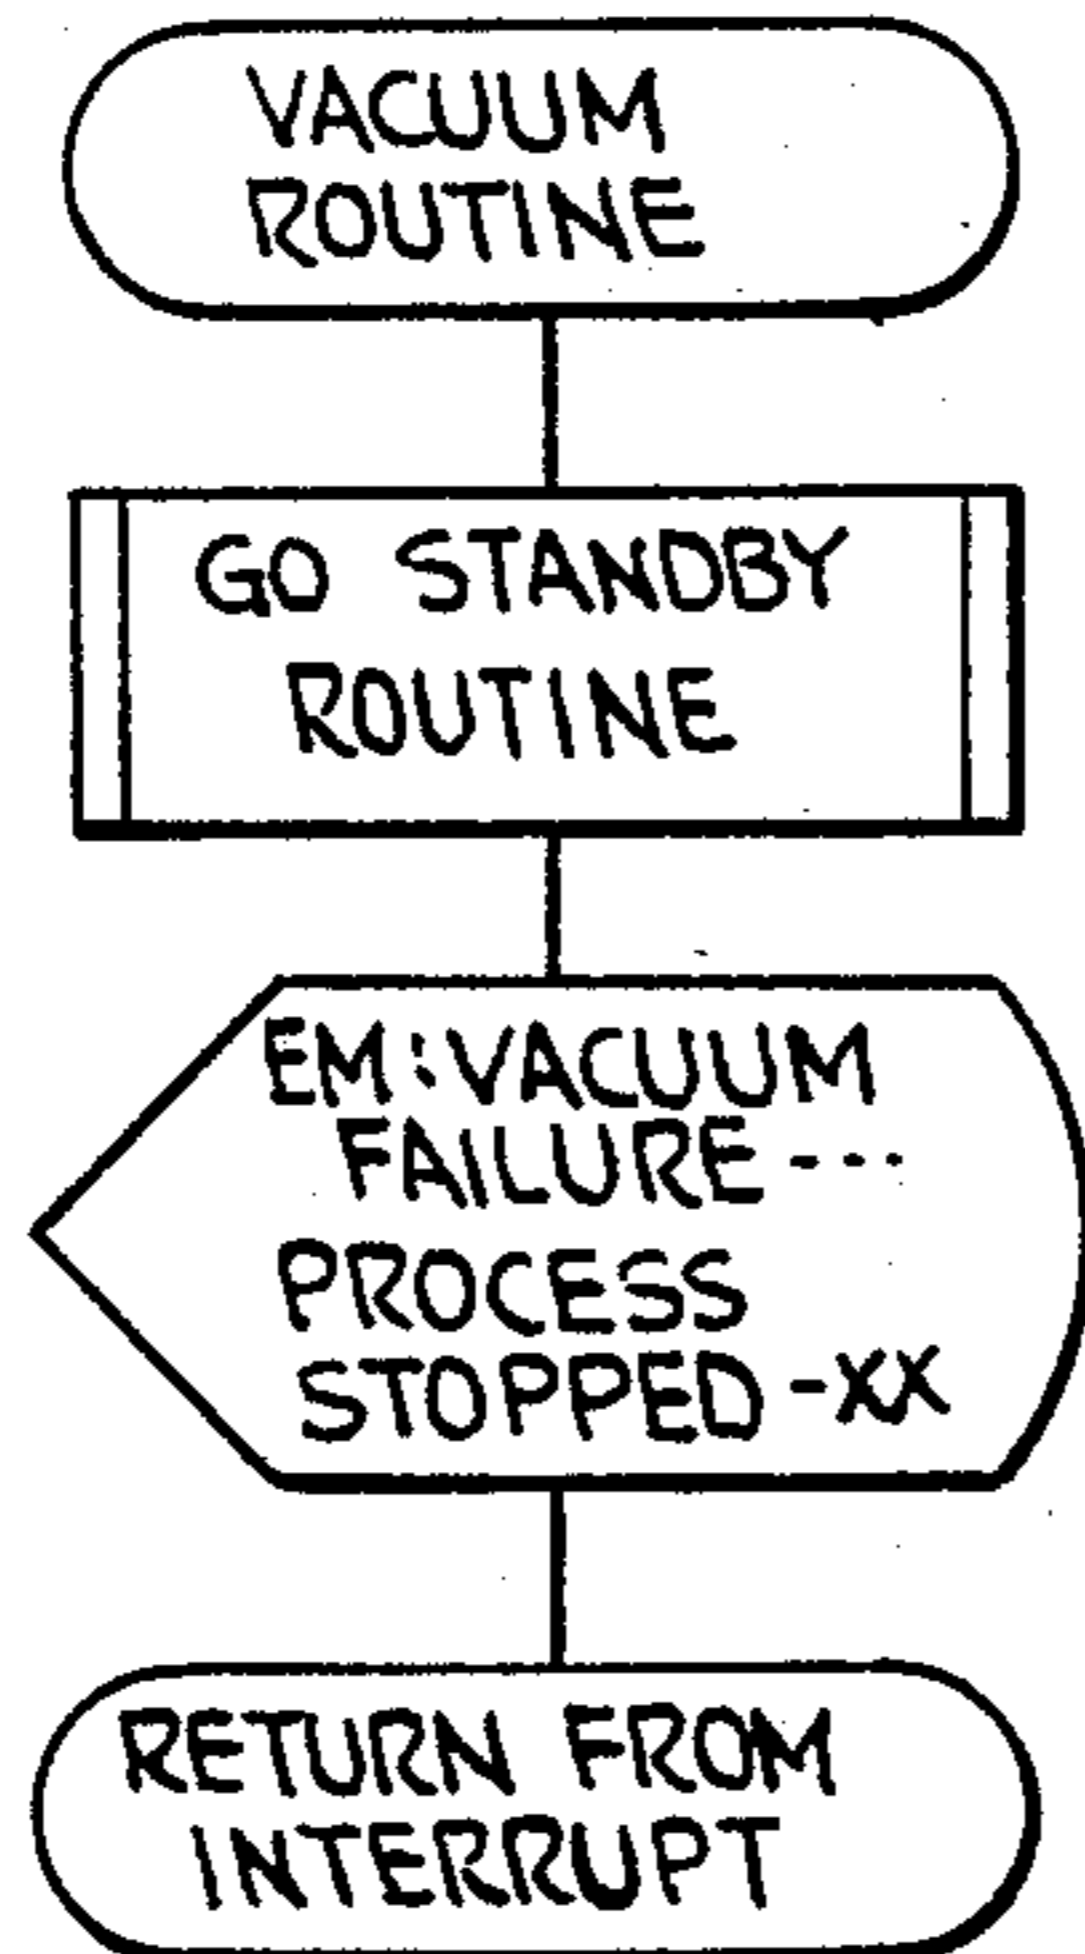 VACUUM
ROUTINE
GO STANDBY
ROUTINE
EM:VACUUM
FAILURE---
PROCESS
STOPPED-XX
RETURN FROM
INTERRUPT